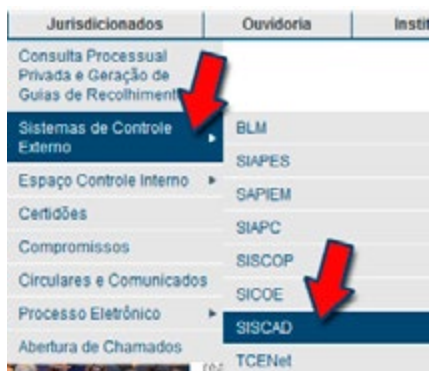 Jurisdicionados
Ouvidoria
Instit
Consulta Processual
Privada e Geração de
Guias de Recolhiment
Sistemas de Controle
Externo
Espaço Controle Interno
Certidões
Compromissos
Circulares e Comunicados
Processo Eletrônico
Abertura de Chamados
BLM
SIAPES
SAPIEM
SIAPC
SISCOP
SICOE
SISCAD
TCENet